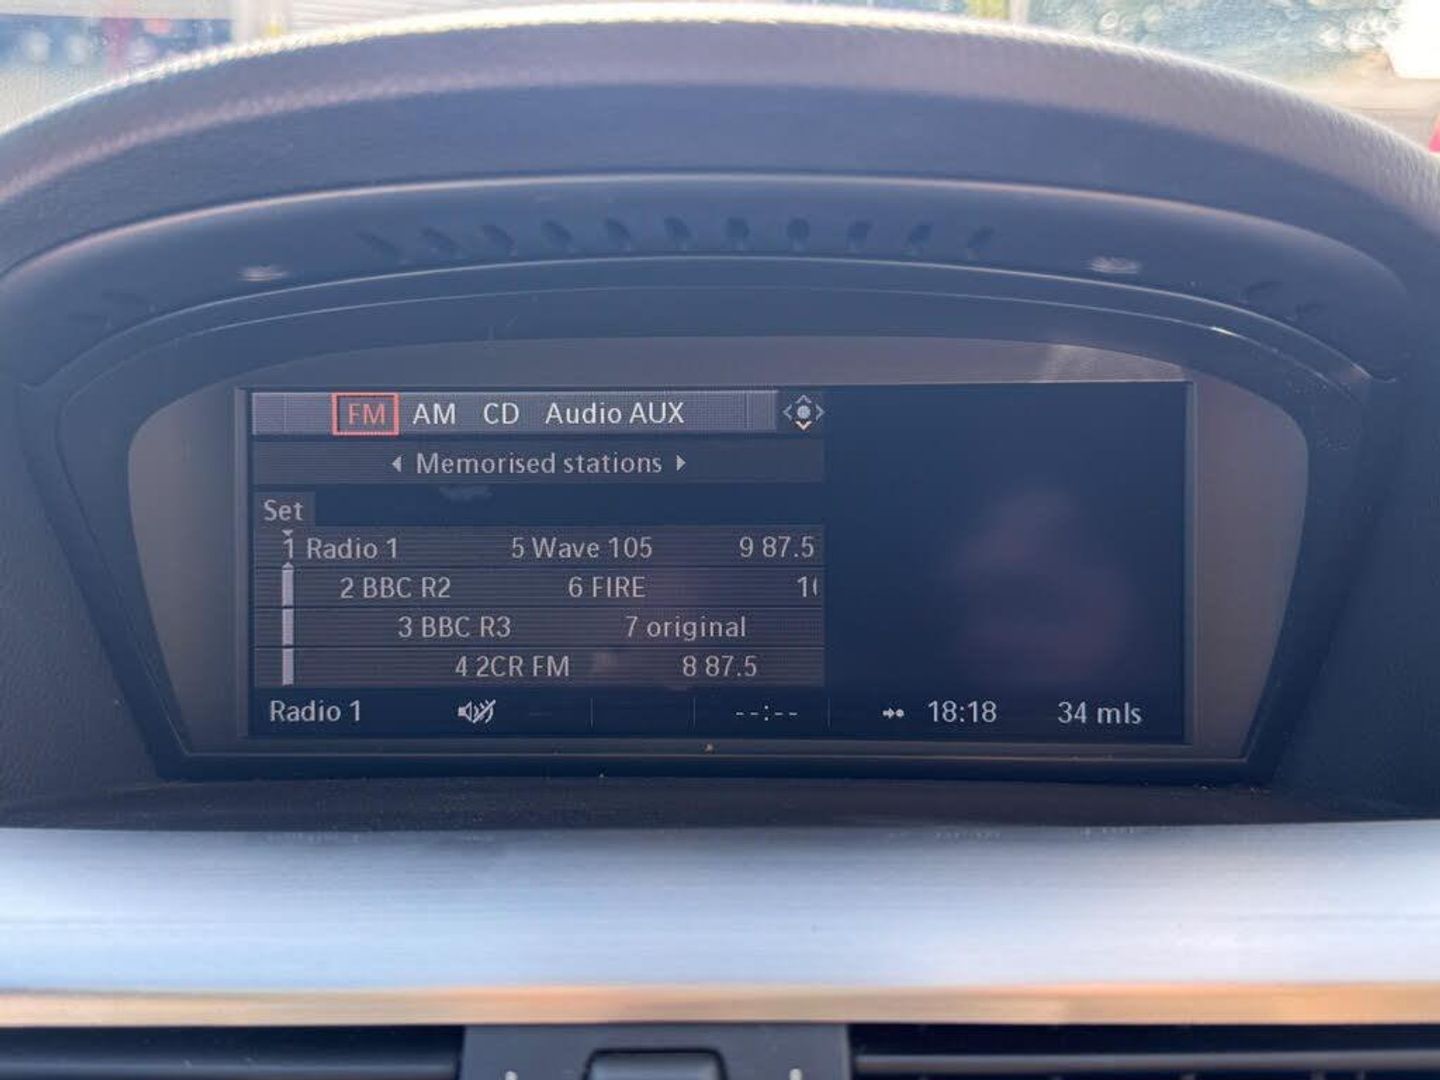 FM AM CD Audio AUX
Memorised stations
Set
1 Radio 1 5 Wave 105 9 87.5
2 BBC R2 6 FIRE
3 BBC R3 7 original
4 2CR FM 8 87.5
Radio 1 --:-- 18:18 34 mls